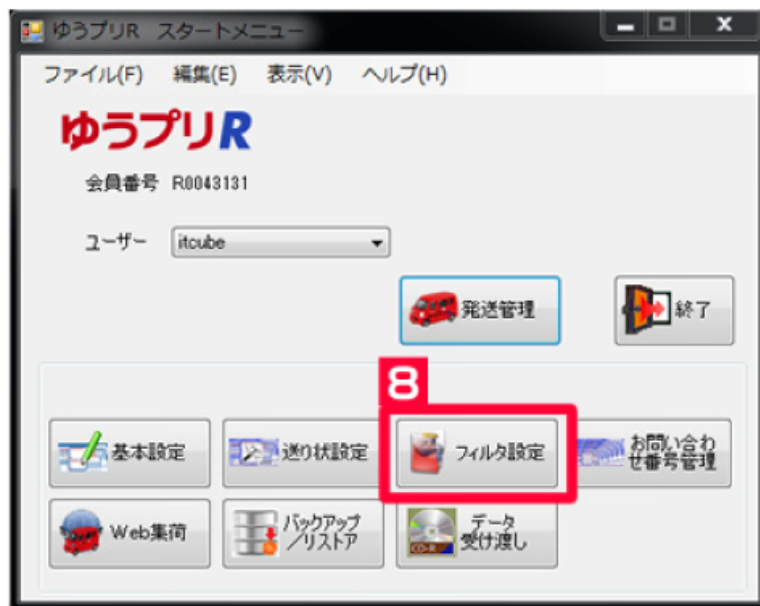 ゆうプリR スタートメニュー
ファイル(F) 編集(E) 表示(V) ヘルプ(H)
ゆうプリR
会員番号 R0043131
ユーザー itcube
発送管理 終了
8
基本設定 送り状設定 フィルタ設定 お問い合わ
せ番号管理
Web集荷 バックアップ
/リストア データ
受け渡し
CD-R